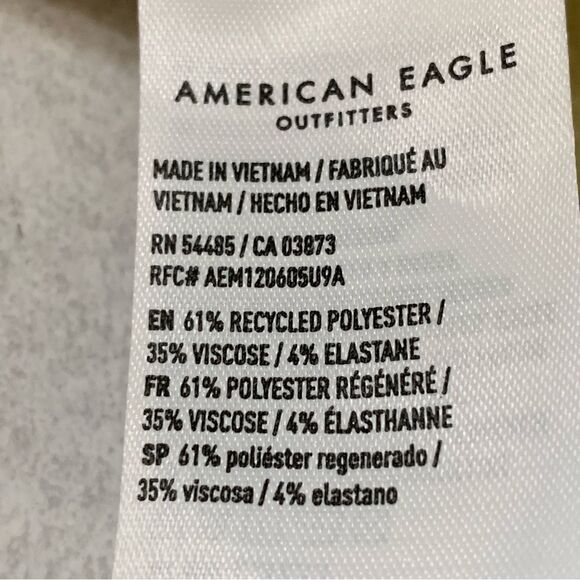 AMERICAN EAGLE
OUTFITTERS
MADE IN VIETNAM / FABRIQUÉ AU
VIETNAM / HECHO EN VIETNAM
RN 54485 / CA 03873
RFC# AEM120605U9A
EN 61% RECYCLED POLYESTER /
35% VISCOSE / 4% ELASTANE
FR 61% POLYESTER RÉGÉNÉRÉ /
35% VISCOSE / 4% ÉLASTHANNE
SP 61% poliéster regenerado /
35% viscosa / 4% elastano